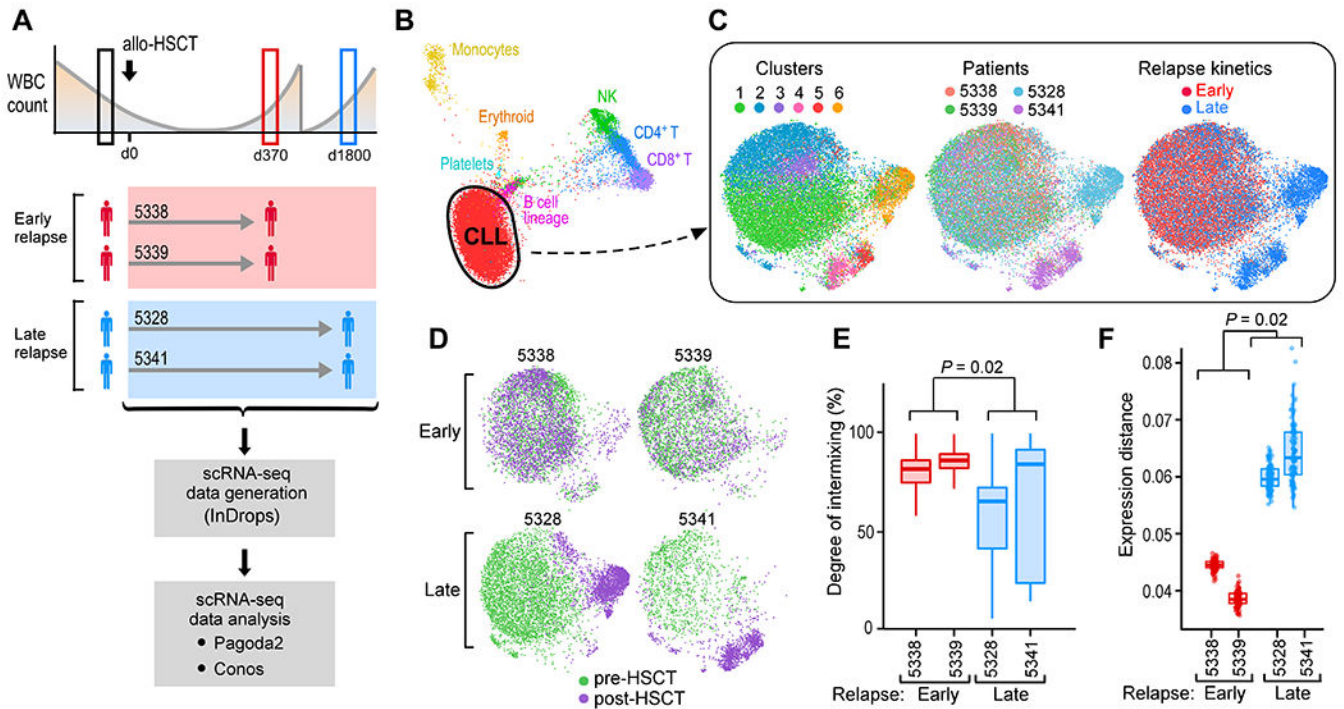 A
allo-HSCT
WBC
count
d0
d370
d1800
Early
relapse
5338
5339
Late
relapse
5328
5341
scRNA-seq
data generation
(InDrops)
scRNA-seq
data analysis
• Pagoda2
• Conos
B
Monocytes
Erythroid
Platelets
NK
CD4⁺ T
CD8⁺ T
B cell
lineage
CLL
C
Clusters
1 2 3 4 5 6
Patients
5338 5328
5339 5341
Relapse kinetics
Early
Late
D
5338 5339
Early
5328 5341
Late
pre-HSCT
post-HSCT
E
P = 0.02
Degree of intermixing (%)
100
50
0
5338 5339 5328 5341
Relapse: Early Late
F
P = 0.02
Expression distance
0.08
0.07
0.06
0.05
0.04
5338 5339 5328 5341
Relapse: Early Late